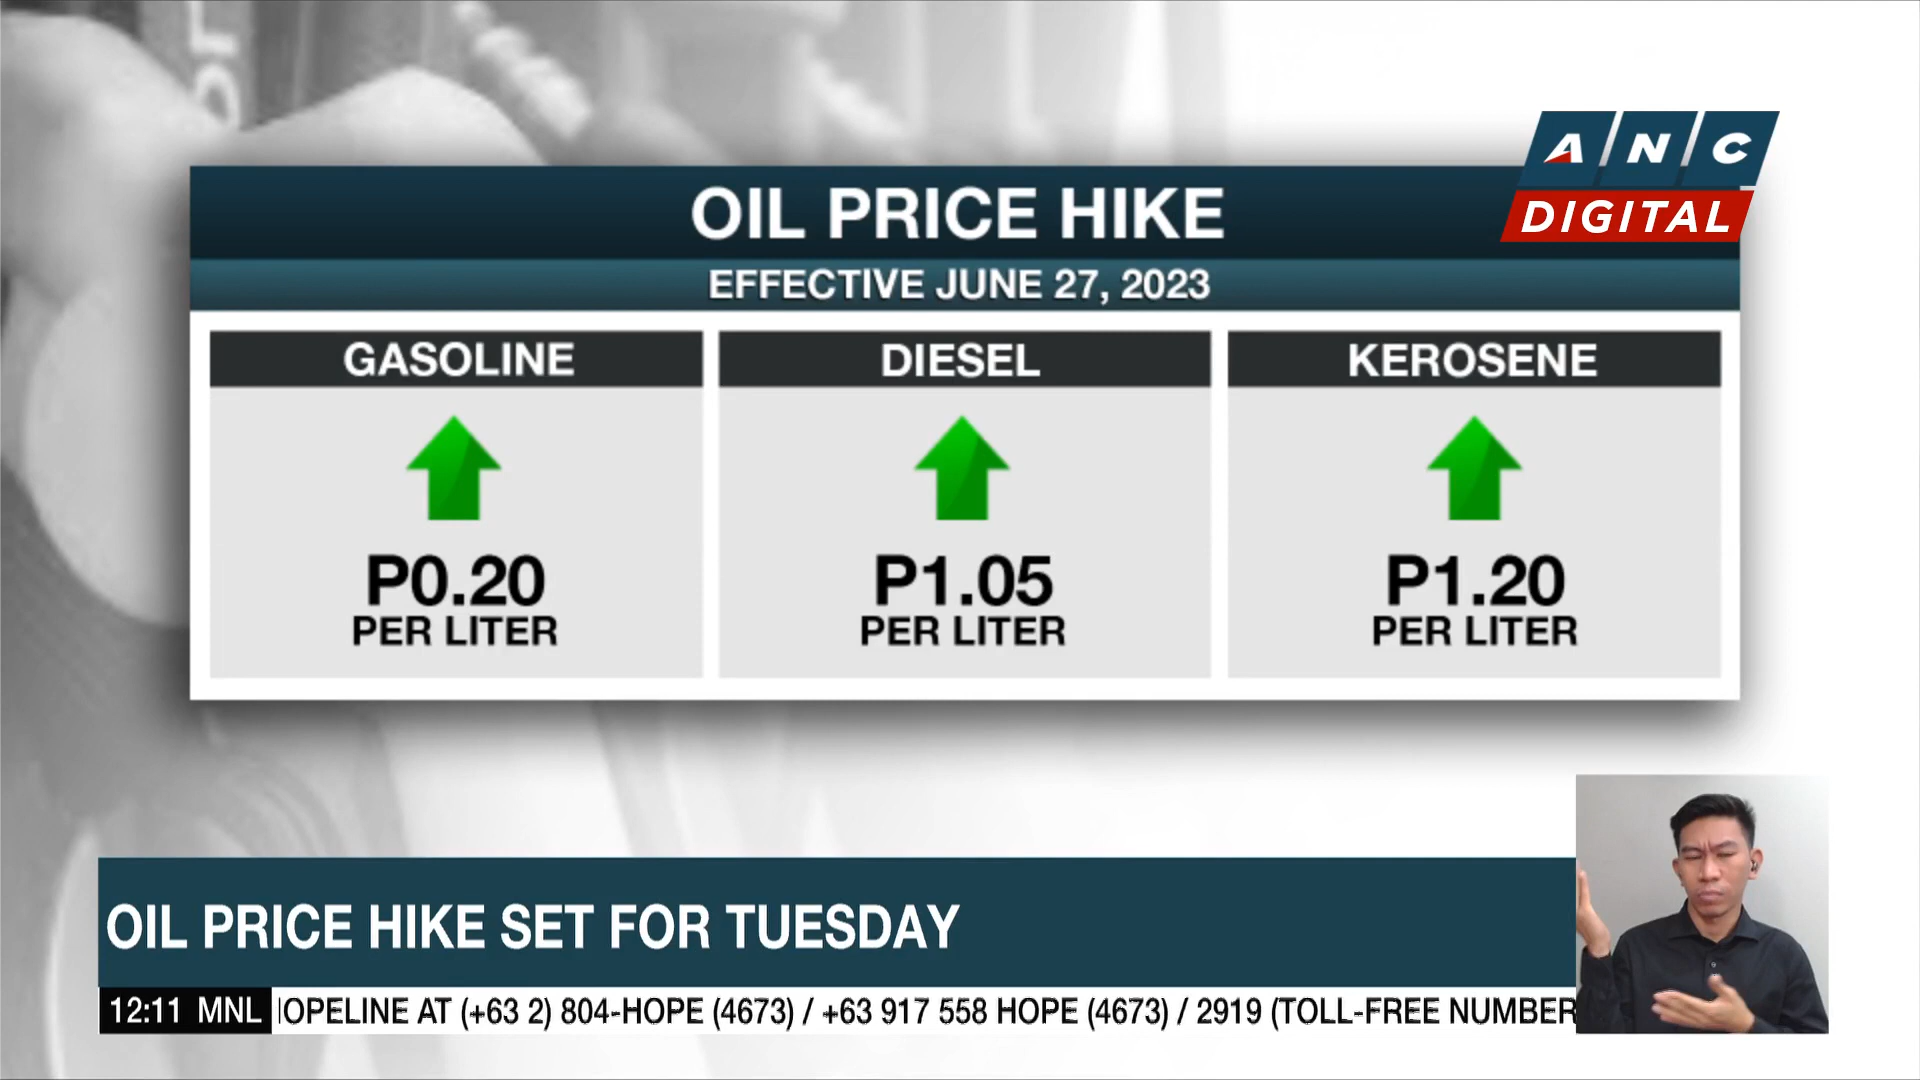 ANC
DIGITAL
OIL PRICE HIKE
EFFECTIVE JUNE 27, 2023
GASOLINE
DIESEL
KEROSENE
P0.20
PER LITER
P1.05
PER LITER
P1.20
PER LITER
OIL PRICE HIKE SET FOR TUESDAY
12:11 MNL
OPELINE AT (+63 2) 804-HOPE (4673) / +63 917 558 HOPE (4673) / 2919 (TOLL-FREE NUMBER